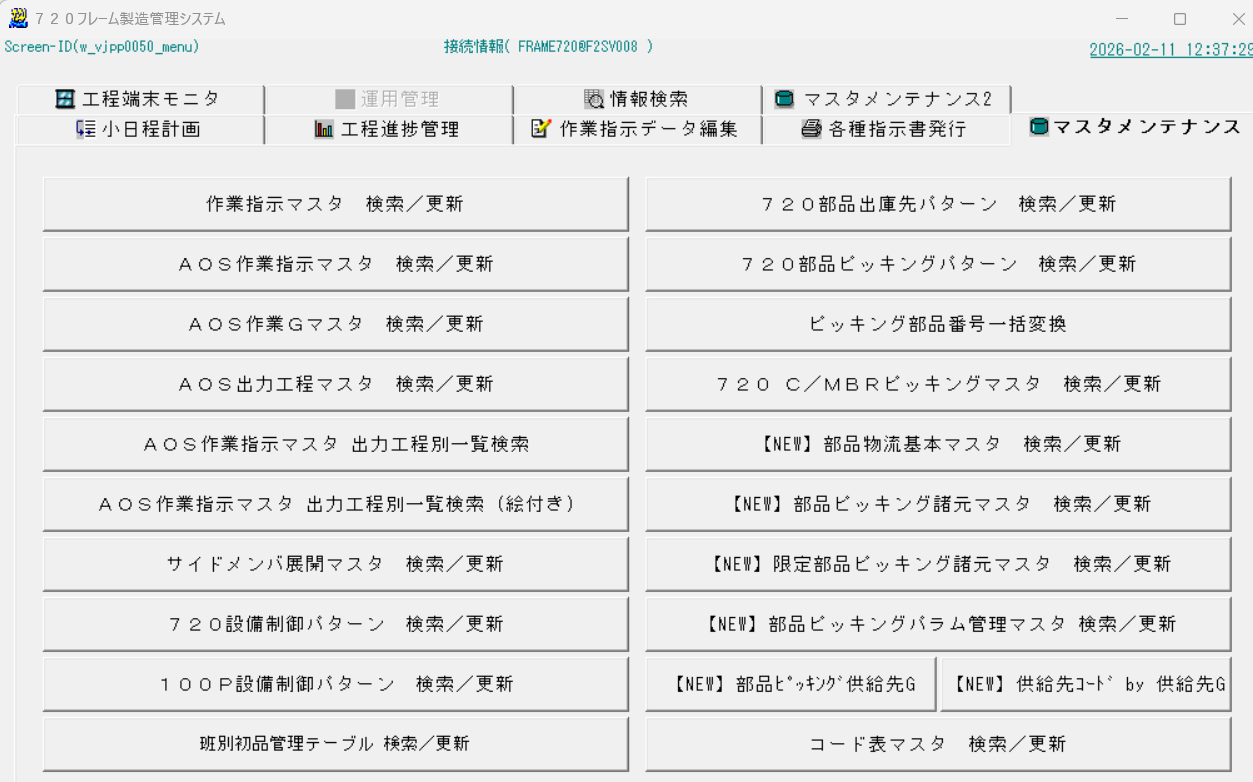 ７２０フレーム製造管理システム
Screen-ID(w_vjpp0050_menu)
接続情報( FRAME720@F2SV008 )
2026-02-11 12:37:29
工程端末モニタ
運用管理
情報検索
マスタメンテナンス2
小日程計画
工程進捗管理
作業指示データ編集
各種指示書発行
マスタメンテナンス
作業指示マスタ　検索／更新
７２０部品出庫先パターン　検索／更新
ＡＯＳ作業指示マスタ　検索／更新
７２０部品ピッキングパターン　検索／更新
ＡＯＳ作業Ｇマスタ　検索／更新
ピッキング部品番号一括変換
ＡＯＳ出力工程マスタ　検索／更新
７２０ Ｃ／ＭＢＲピッキングマスタ　検索／更新
ＡＯＳ作業指示マスタ 出力工程別一覧検索
【NEW】部品物流基本マスタ　検索／更新
ＡＯＳ作業指示マスタ 出力工程別一覧検索（絵付き）
【NEW】部品ピッキング諸元マスタ　検索／更新
サイドメンバ展開マスタ　検索／更新
【NEW】限定部品ピッキング諸元マスタ　検索／更新
７２０設備制御パターン　検索／更新
【NEW】部品ピッキングパラム管理マスタ 検索／更新
１００Ｐ設備制御パターン　検索／更新
【NEW】部品ﾋﾟｯｷﾝｸﾞ供給先G
【NEW】供給先ｺｰﾄﾞ by 供給先G
班別初品管理テーブル 検索／更新
コード表マスタ　検索／更新